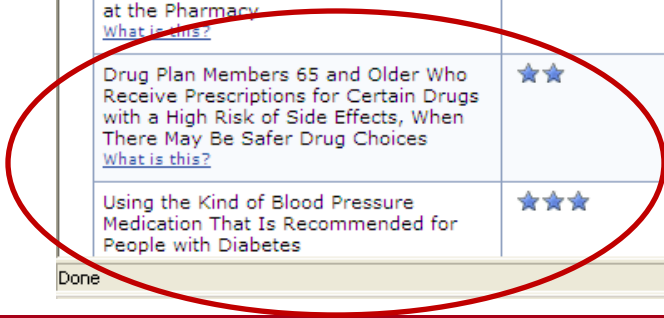 at the Pharmacy
What is this?
Drug Plan Members 65 and Older Who
Receive Prescriptions for Certain Drugs
with a High Risk of Side Effects, When
There May Be Safer Drug Choices
What is this?
Using the Kind of Blood Pressure
Medication That Is Recommended for
People with Diabetes
Done